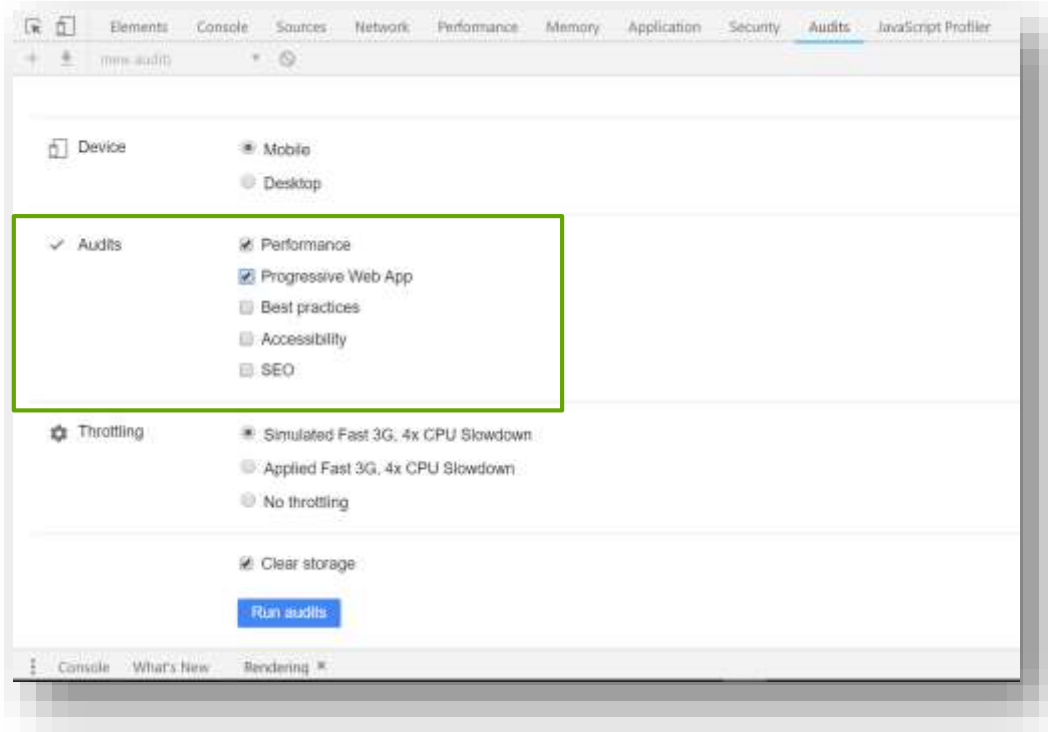 Elements Console Sources Network Performance Memory Application Security Audits JavaScript Profiler
(new audit)
Device
Mobile
Desktop
Audits
Performance
Progressive Web App
Best practices
Accessibility
SEO
Throttling
Simulated Fast 3G, 4x CPU Slowdown
Applied Fast 3G, 4x CPU Slowdown
No throttling
Clear storage
Run audits
Console What's New Rendering